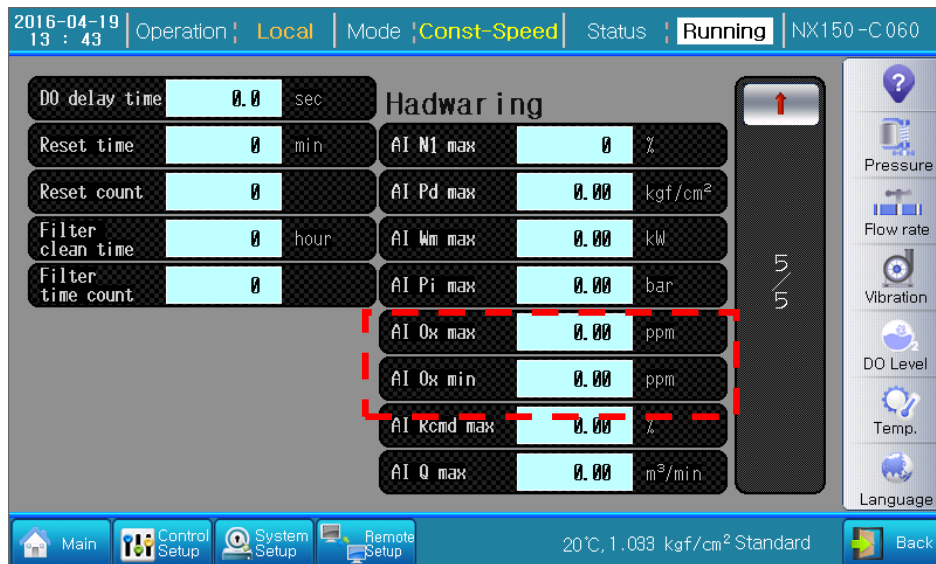 2016-04-19
13 : 43
Operation ¦ Local
Mode ¦ Const-Speed
Status ¦ Running
NX150-C060
DO delay time 0.0 sec
Reset time 0 min
Reset count 0
Filter
clean time 0 hour
Filter
time count 0
Hadwaring
AI N1 max 0 %
AI Pd max 0.00 kgf/cm²
AI Wm max 0.00 kW
AI Pi max 0.00 bar
AI Ox max 0.00 ppm
AI Ox min 0.00 ppm
AI Rcmd max 0.00 %
AI Q max 0.00 m³/min
5/5
?
Pressure
Flow rate
Vibration
2
DO Level
Temp.
Language
Main
Control
Setup
System
Setup
Remote
Setup
20℃,1.033 kgf/cm² Standard
Back